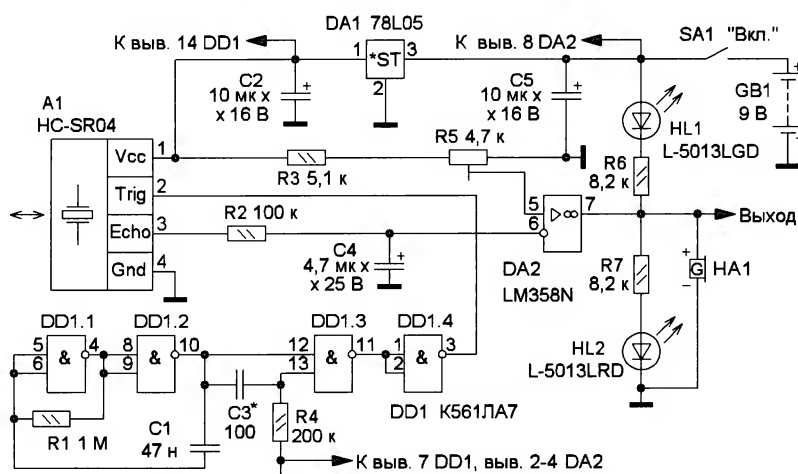 DA1 78L05
К выв. 14 DD1
1
*ST
3
2
К выв. 8 DA2
SA1 "Вкл."
C2
10 мк х
х 16 В
C5
10 мк х
х 16 В
GB1
9 В
+
+
+
+
A1
HC-SR04
HL1
L-5013LGD
Vcc
1
R3 5,1 к
R5 4,7 к
R6
8,2 к
Trig
2
Echo
3
R2 100 к
5
6
▷∞
7
Выход
Gnd
4
C4
4,7 мк х
х 25 В
+
DA2
LM358N
R7
8,2 к
+
G
−
HA1
DD1.1
DD1.2
DD1.3
DD1.4
5
6
&
4
8
9
&
10
12
13
&
11
1
2
&
3
HL2
L-5013LRD
R1 1 М
C1
47 н
C3*
100
R4
200 к
DD1 К561ЛА7
К выв. 7 DD1, выв. 2-4 DA2